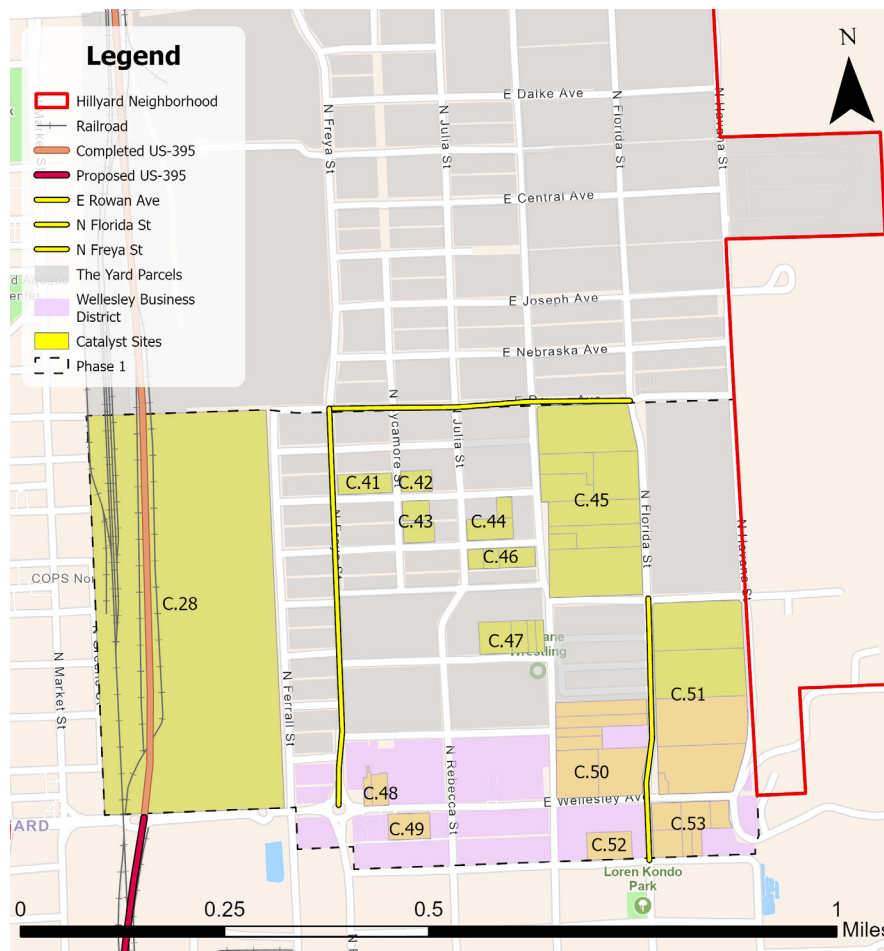 Legend
Hillyard Neighborhood
Railroad
Completed US-395
Proposed US-395
E Rowan Ave
N Florida St
N Freya St
The Yard Parcels
Wellesley Business
District
Catalyst Sites
Phase 1
N
E Dalke Ave
N Freya St
N Julia St
N Florida St
N Havana St
E Central Ave
E Joseph Ave
E Nebraska Ave
N Julia St
C.41
C.42
C.43
C.44
C.45
C.46
N Florida St
N Havana St
C.28
C.47
Wrestling
N Market St
N Ferrall St
C.51
N Rebecca St
C.48
C.50
E Wellesley Ave
C.49
C.52
C.53
ARD
Loren Kondo
Park
0
0.25
0.5
1
Miles